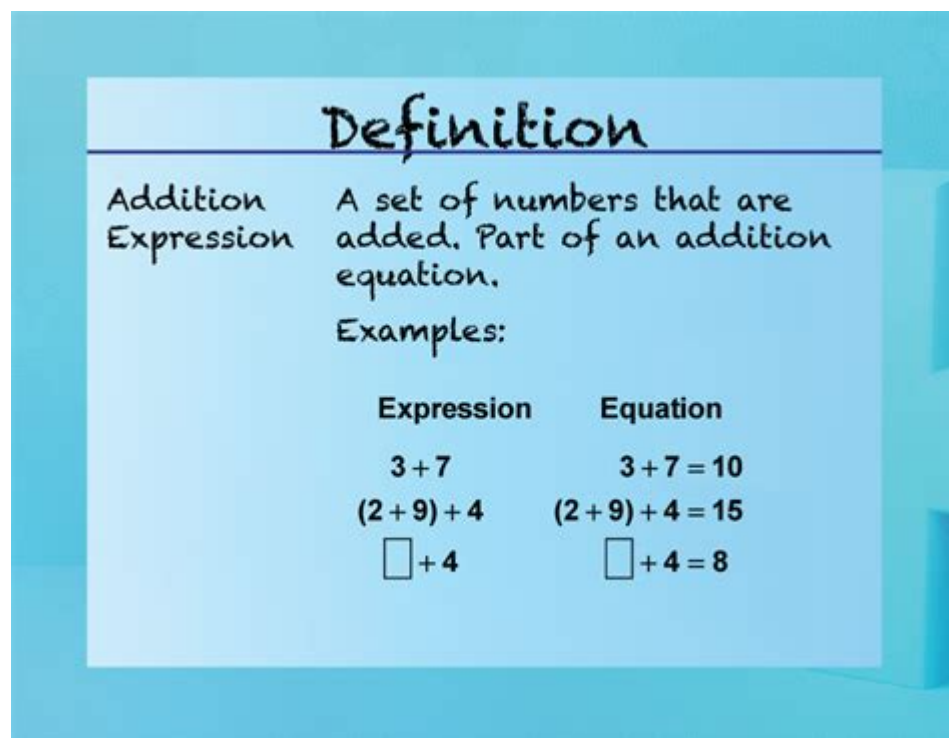 Definition
Addition
Expression
A set of numbers that are
added. Part of an addition
equation.
Examples:
Expression Equation
3 + 7 3 + 7 = 10
(2 + 9) + 4 (2 + 9) + 4 = 15
□ + 4 □ + 4 = 8